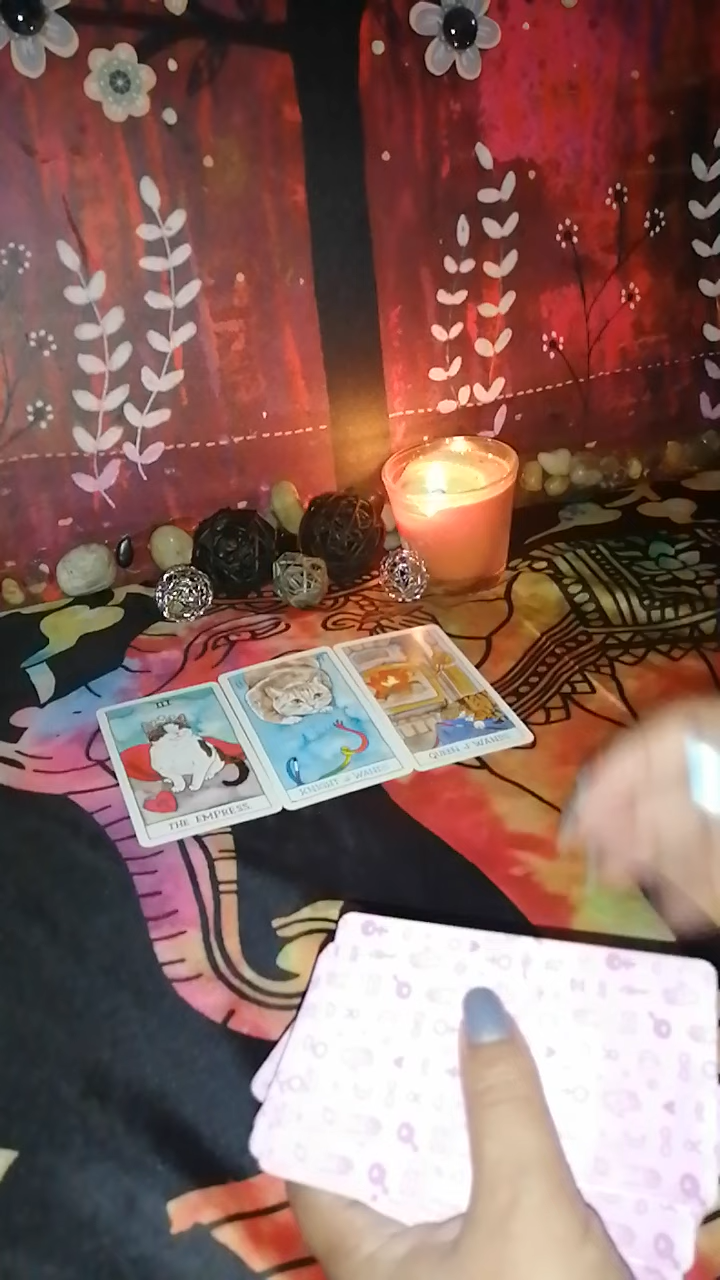 III
THE EMPRESS.
KNIGHT of WANDS.
QUEEN of WANDS.